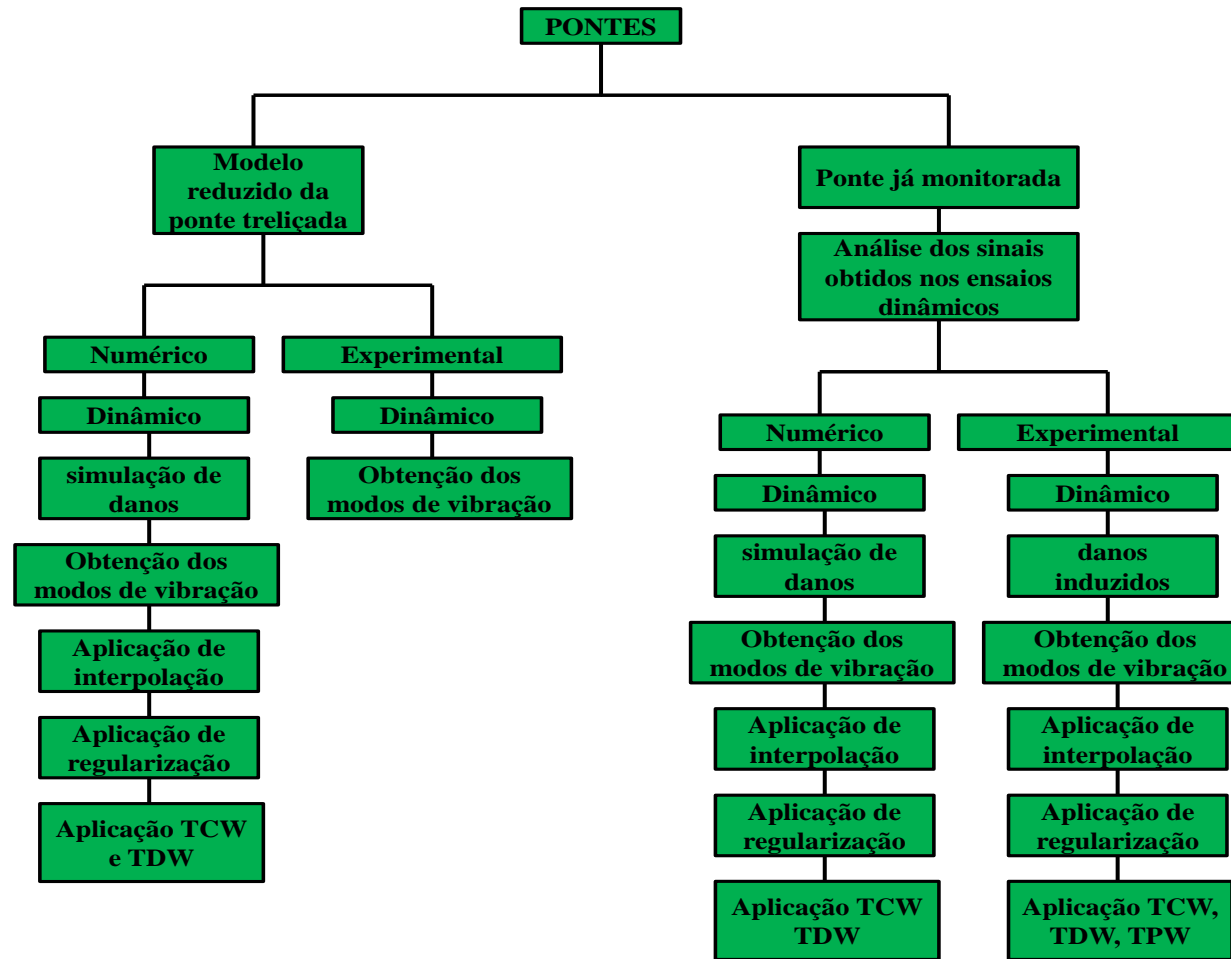 PONTES
Modelo
reduzido da
ponte treliçada
Numérico
Dinâmico
simulação de
danos
Obtenção dos
modos de vibração
Aplicação de
interpolação
Aplicação de
regularização
Aplicação TCW
e TDW
Experimental
Dinâmico
Obtenção dos
modos de vibração
Ponte já monitorada
Análise dos sinais
obtidos nos ensaios
dinâmicos
Numérico
Dinâmico
simulação de
danos
Obtenção dos
modos de vibração
Aplicação de
interpolação
Aplicação de
regularização
Aplicação TCW
TDW
Experimental
Dinâmico
danos
induzidos
Obtenção dos
modos de vibração
Aplicação de
interpolação
Aplicação de
regularização
Aplicação TCW,
TDW, TPW